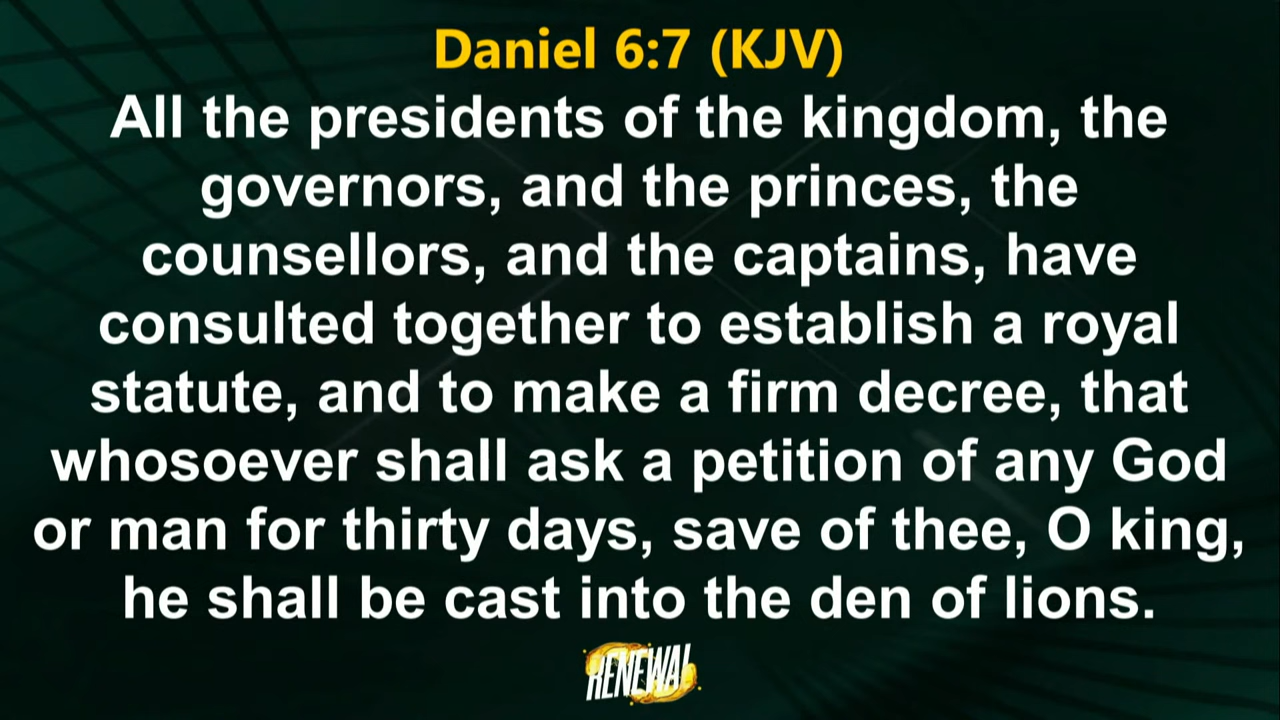 Daniel 6:7 (KJV)
All the presidents of the kingdom, the
governors, and the princes, the
counsellors, and the captains, have
consulted together to establish a royal
statute, and to make a firm decree, that
whosoever shall ask a petition of any God
or man for thirty days, save of thee, O king,
he shall be cast into the den of lions.
RENEWAL